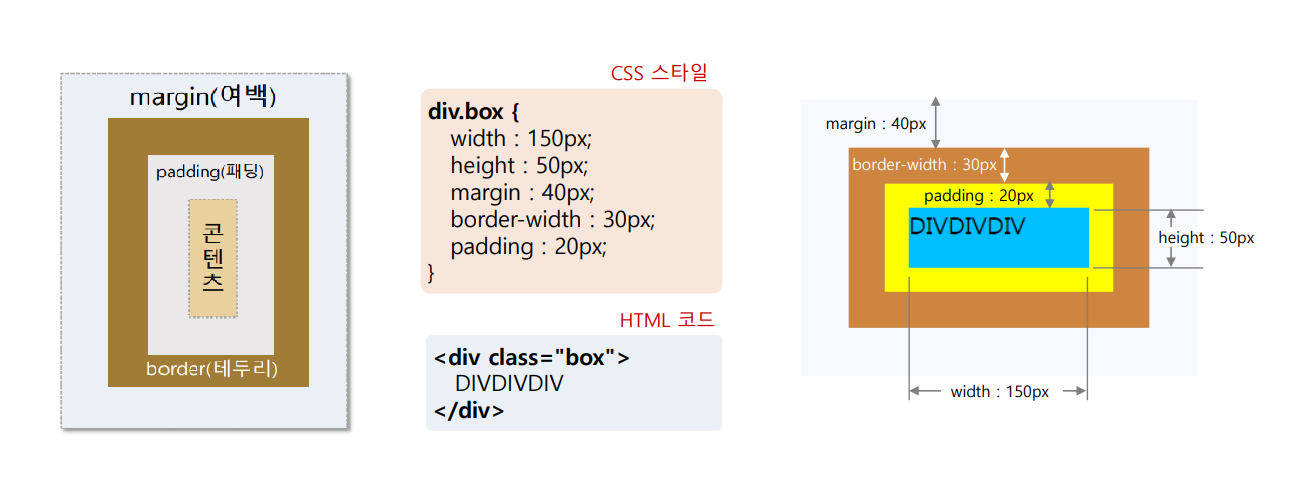 margin(여백)
padding(패딩)
콘
텐
츠
border(테두리)
CSS 스타일
div.box {
width : 150px;
height : 50px;
margin : 40px;
border-width : 30px;
padding : 20px;
}
HTML 코드
<div class="box">
DIVDIVDIV
</div>
margin : 40px
border-width : 30px
padding : 20px
DIVDIVDIV
height : 50px
width : 150px